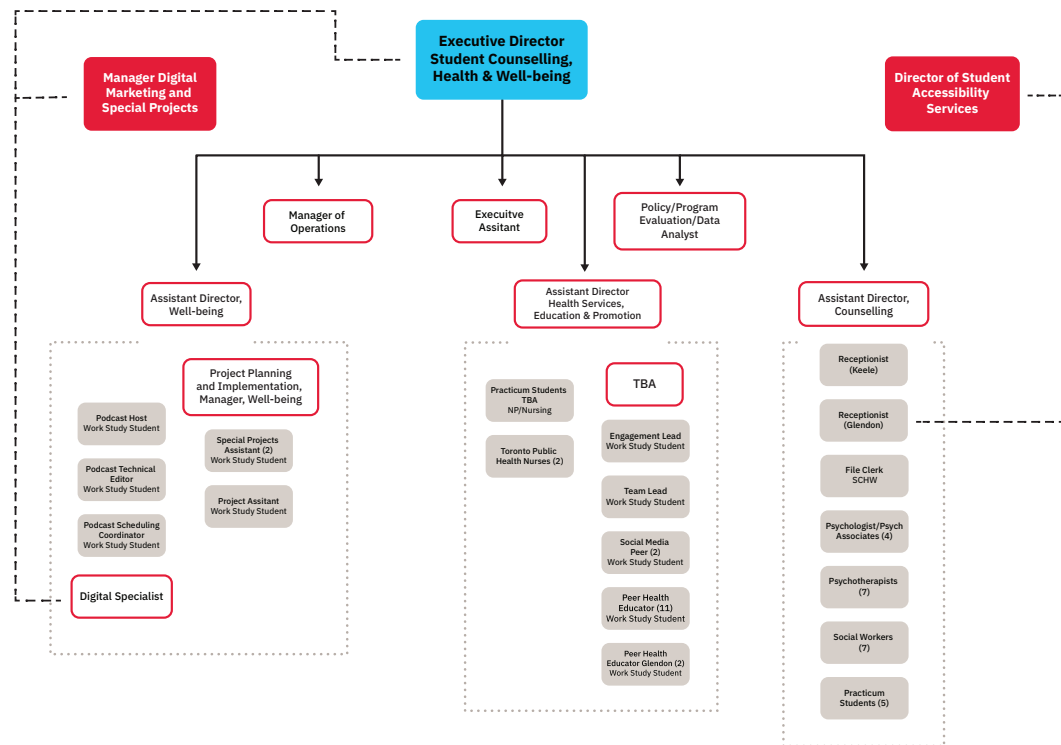 Executive Director
Student Counselling,
Health & Well-being
Manager Digital
Marketing and
Special Projects
Director of Student
Accessibility
Services
Manager of
Operations
Execuitve
Assitant
Policy/Program
Evaluation/Data
Analyst
Assistant Director,
Well-being
Assistant Director
Health Services,
Education & Promotion
Assistant Director,
Counselling
Project Planning
and Implementation,
Manager, Well-being
Podcast Host
Work Study Student
Podcast Technical
Editor
Work Study Student
Podcast Scheduling
Coordinator
Work Study Student
Digital Specialist
Special Projects
Assistant (2)
Work Study Student
Project Assitant
Work Study Student
Practicum Students
TBA
NP/Nursing
Toronto Public
Health Nurses (2)
TBA
Engagement Lead
Work Study Student
Team Lead
Work Study Student
Social Media
Peer (2)
Work Study Student
Peer Health
Educator (11)
Work Study Student
Peer Health
Educator Glendon (2)
Work Study Student
Receptionist
(Keele)
Receptionist
(Glendon)
File Clerk
SCHW
Psychologist/Psych
Associates (4)
Psychotherapists
(7)
Social Workers
(7)
Practicum
Students (5)